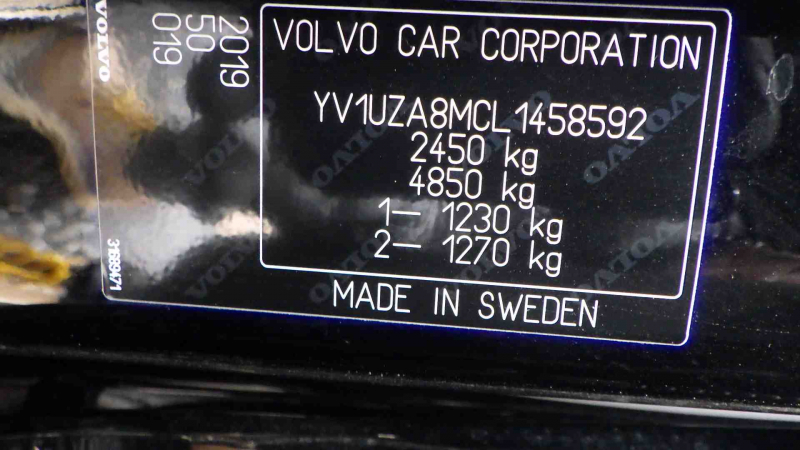 VOLVO
2019
50
019
VOLVO CAR CORPORATION
YV1UZA8MCL1458592
2450 kg
4850 kg
1— 1230 kg
2— 1270 kg
MADE IN SWEDEN